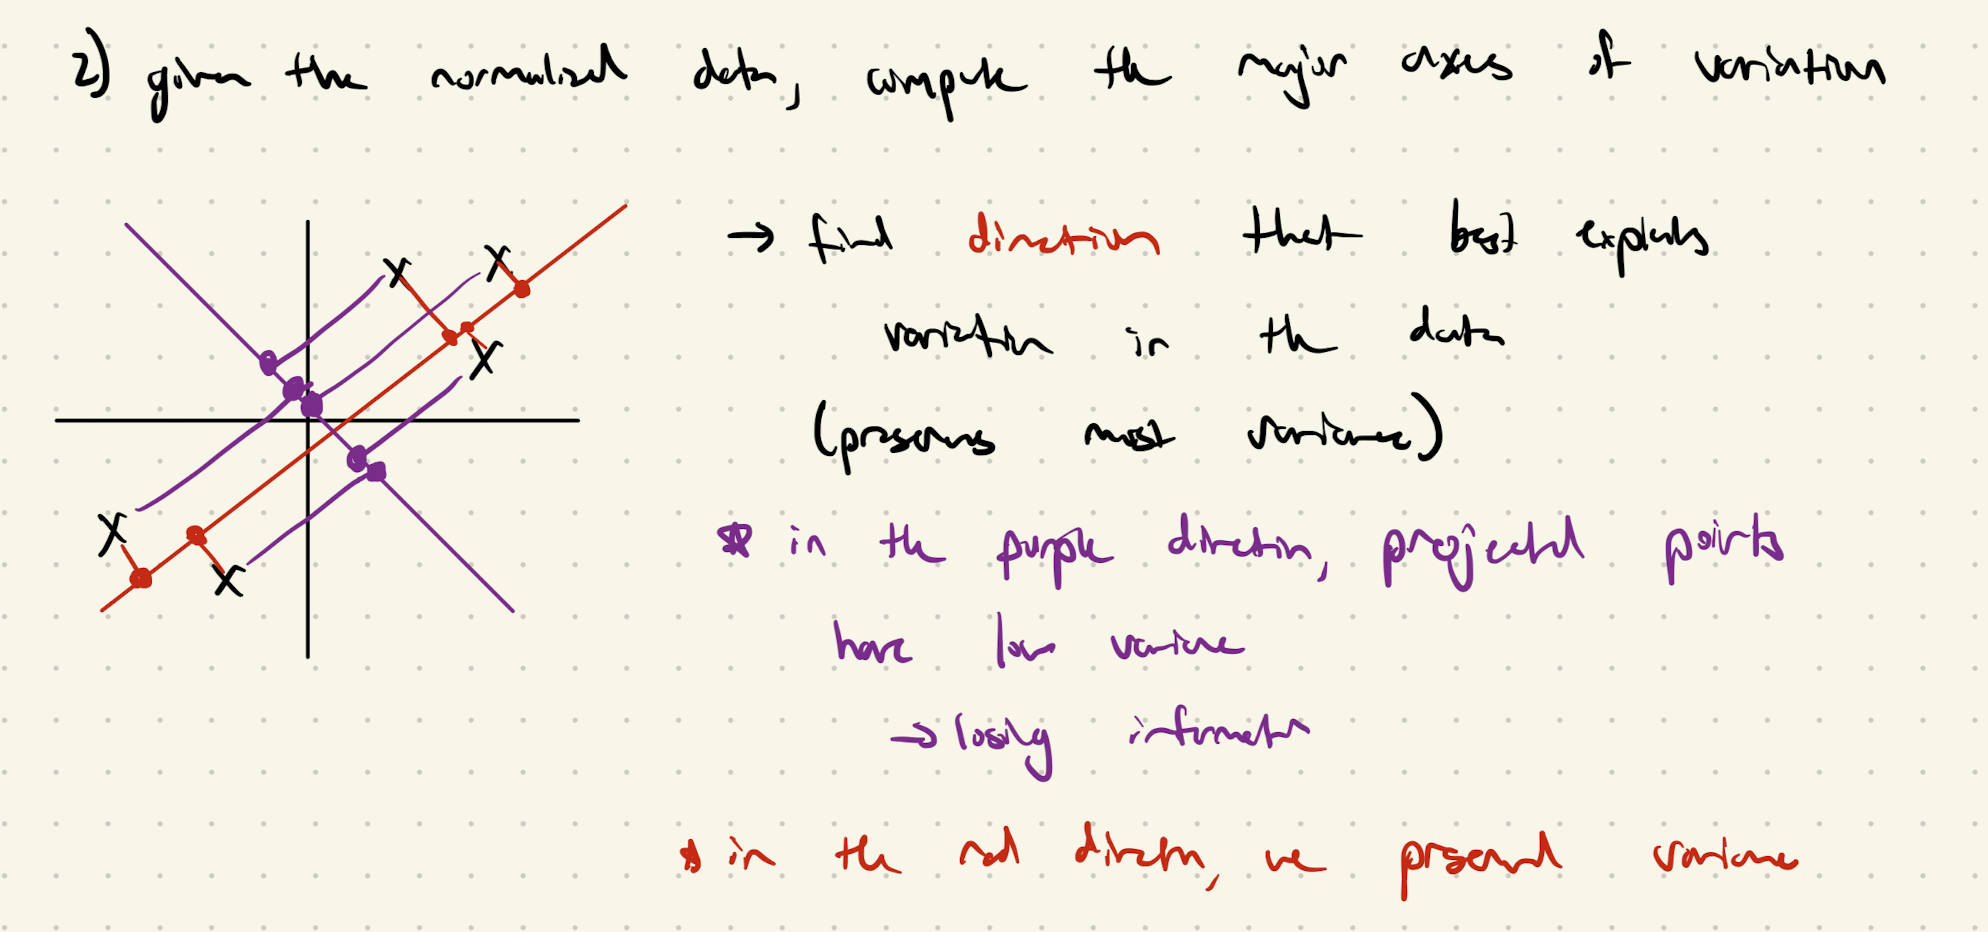 2) given the normalized data, compute the major axes of variation
→ find direction that best explains
variation in the data
(preserves most variance)
* in the purple direction, projected points
have low variance
→ losing information
* in the red direction, we preserved variance
X X
X
X
X